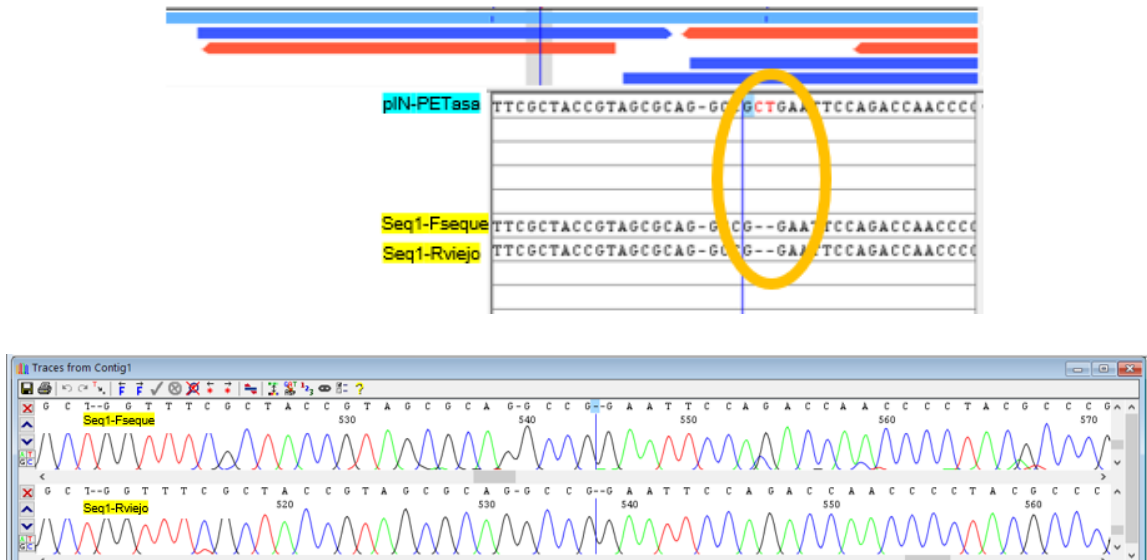 pIN-PETasa TTCGCTACCGTAGCGCAG-GCCGCTGAATTCCAGACCAACCCC
Seq1-Fseque TTCGCTACCGTAGCGCAG-GCCG--GAATTCCAGACCAACCCC
Seq1-Rviejo TTCGCTACCGTAGCGCAG-GCCG--GAATTCCAGACCAACCCC
Traces from Contig1
G C T--G G T T T C G C T A C C G T A G C G C A G-G C C G--G A A T T C C A G A C C A A C C C C T A C G C C C G
Seq1-Fseque 530 540 550 560 570
G C T--G G T T T C G C T A C C G T A G C G C A G-G C C G--G A A T T C C A G A C C A A C C C C T A C G C C C
Seq1-Rviejo 520 530 540 550 560